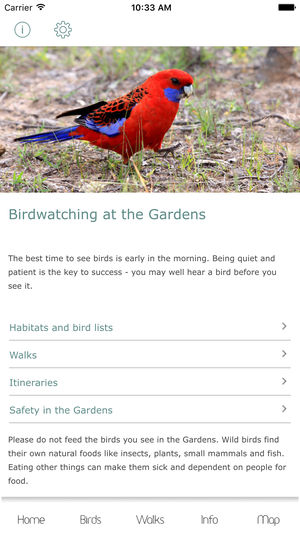 Carrier 10:33 AM
Birdwatching at the Gardens
The best time to see birds is early in the morning. Being quiet and
patient is the key to success - you may well hear a bird before you
see it.
Habitats and bird lists
Walks
Itineraries
Safety in the Gardens
Please do not feed the birds you see in the Gardens. Wild birds find
their own natural foods like insects, plants, small mammals and fish.
Eating other things can make them sick and dependent on people for
food.
Home Birds Walks Info Map